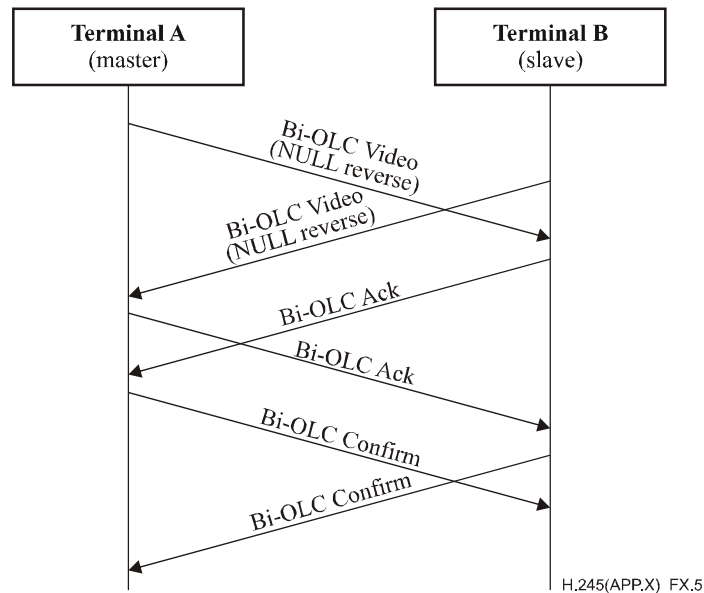 Terminal A
(master)
Terminal B
(slave)
Bi-OLC Video
(NULL reverse)
Bi-OLC Video
(NULL reverse)
Bi-OLC Ack
Bi-OLC Ack
Bi-OLC Confirm
Bi-OLC Confirm
H.245(APP.X) FX.5